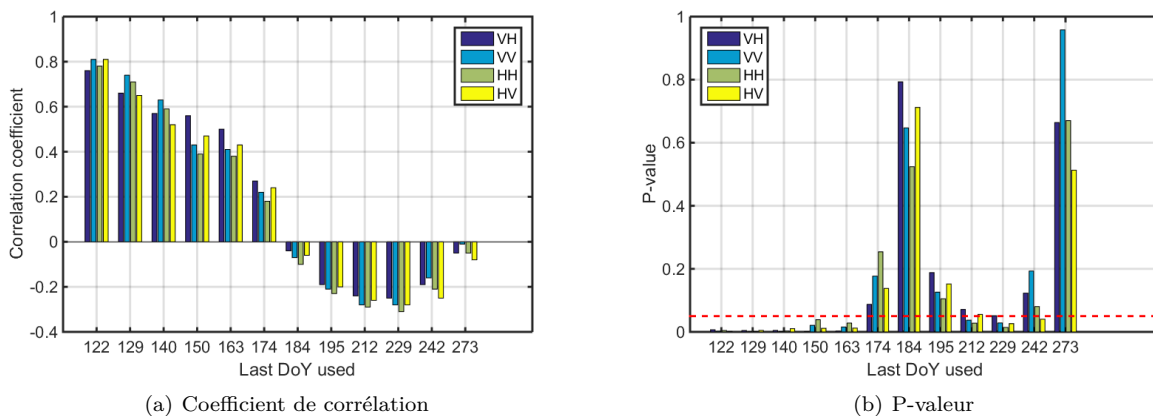 1
0.8
0.6
0.4
0.2
0
-0.2
-0.4
Correlation coefficient
VH
VV
HH
HV
122 129 140 150 163 174 184 195 212 229 242 273
Last DoY used
(a) Coefficient de corrélation
1
0.8
0.6
0.4
0.2
0
P-value
VH
VV
HH
HV
122 129 140 150 163 174 184 195 212 229 242 273
Last DoY used
(b) P-valeur